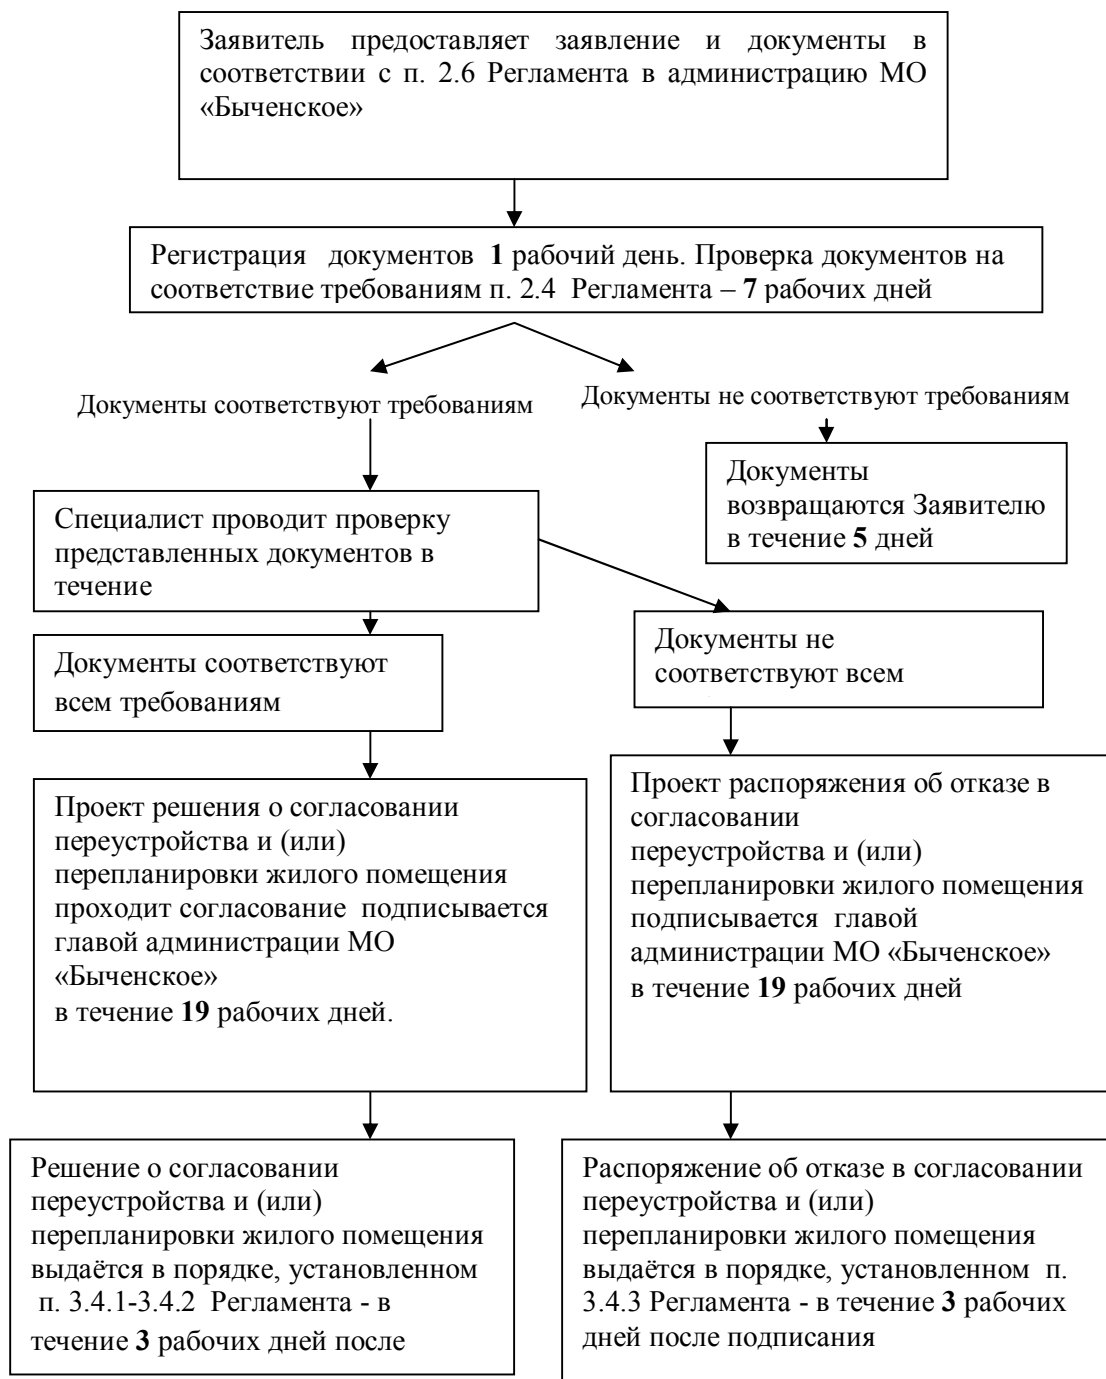 Заявитель предоставляет заявление и документы в
соответствии с п. 2.6 Регламента в администрацию МО
«Быченское»
Регистрация документов 1 рабочий день. Проверка документов на
соответствие требованиям п. 2.4 Регламента – 7 рабочих дней
Документы соответствуют требованиям
Документы не соответствуют требованиям
Документы
возвращаются Заявителю
в течение 5 дней
Специалист проводит проверку
представленных документов в
течение
Документы соответствуют
всем требованиям
Документы не
соответствуют всем
Проект решения о согласовании
переустройства и (или)
перепланировки жилого помещения
проходит согласование подписывается
главой администрации МО
«Быченское»
в течение 19 рабочих дней.
Проект распоряжения об отказе в
согласовании
переустройства и (или)
перепланировки жилого помещения
подписывается главой
администрации МО «Быченское»
в течение 19 рабочих дней
Решение о согласовании
переустройства и (или)
перепланировки жилого помещения
выдаётся в порядке, установленном
п. 3.4.1-3.4.2 Регламента - в
течение 3 рабочих дней после
Распоряжение об отказе в согласовании
переустройства и (или)
перепланировки жилого помещения
выдаётся в порядке, установленном п.
3.4.3 Регламента - в течение 3 рабочих
дней после подписания